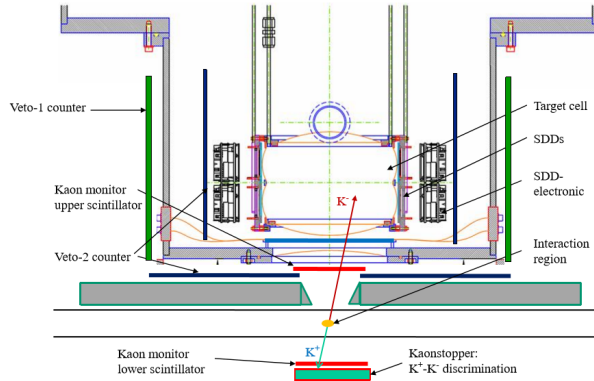 Veto-1 counter
Kaon monitor
upper scintillator
Veto-2 counter
Target cell
SDDs
SDD-
electronic
K-
Interaction
region
K+
Kaon monitor
lower scintillator
Kaonstopper:
K+-K- discrimination